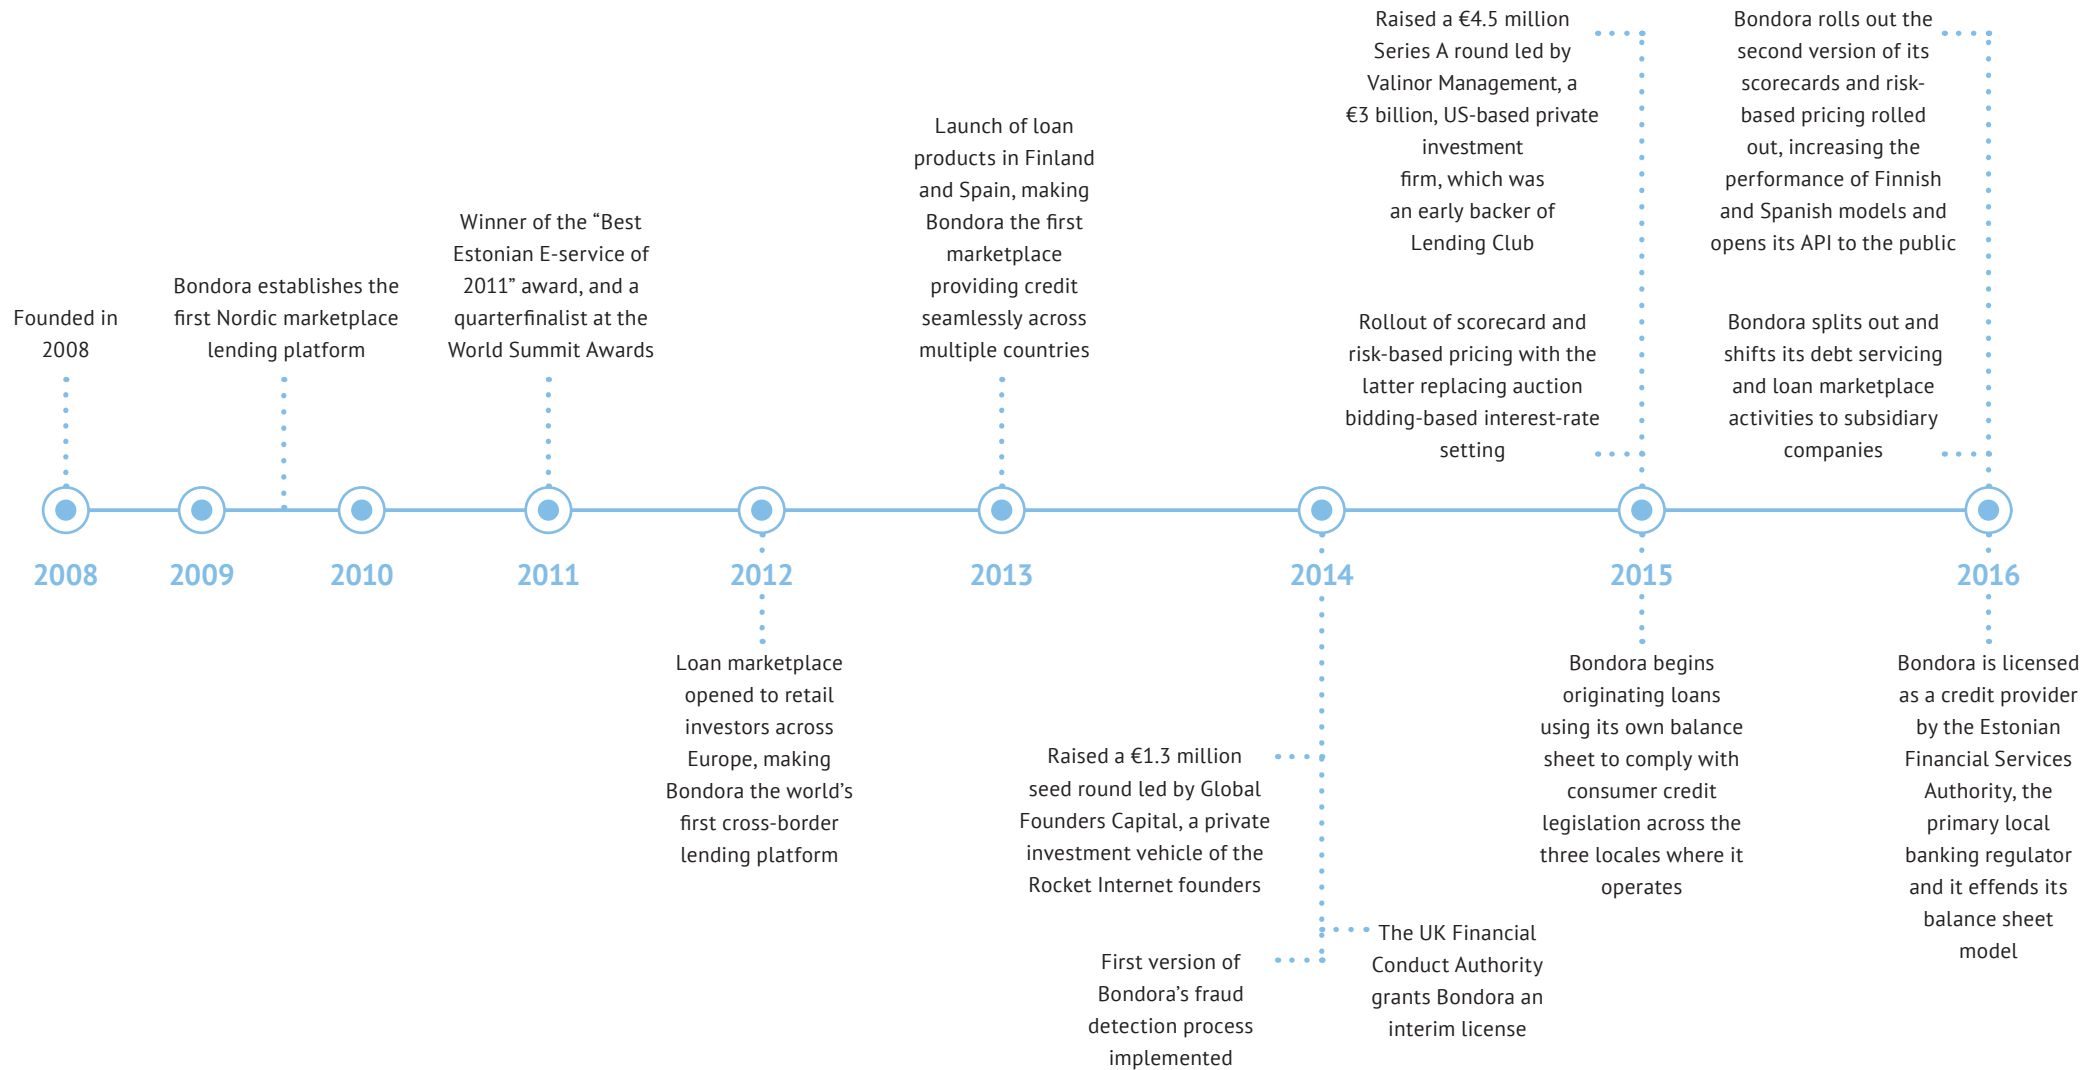 Founded in
2008
Bondora establishes the
first Nordic marketplace
lending platform
Winner of the “Best
Estonian E-service of
2011” award, and a
quarterfinalist at the
World Summit Awards
Launch of loan
products in Finland
and Spain, making
Bondora the first
marketplace
providing credit
seamlessly across
multiple countries
Raised a €4.5 million
Series A round led by
Valinor Management, a
€3 billion, US-based private
investment
firm, which was
an early backer of
Lending Club
Rollout of scorecard and
risk-based pricing with the
latter replacing auction
bidding-based interest-rate
setting
Bondora rolls out the
second version of its
scorecards and risk-
based pricing rolled
out, increasing the
performance of Finnish
and Spanish models and
opens its API to the public
Bondora splits out and
shifts its debt servicing
and loan marketplace
activities to subsidiary
companies
2008
2009
2010
2011
2012
2013
2014
2015
2016
Loan marketplace
opened to retail
investors across
Europe, making
Bondora the world’s
first cross-border
lending platform
Raised a €1.3 million
seed round led by Global
Founders Capital, a private
investment vehicle of the
Rocket Internet founders
First version of
Bondora’s fraud
detection process
implemented
The UK Financial
Conduct Authority
grants Bondora an
interim license
Bondora begins
originating loans
using its own balance
sheet to comply with
consumer credit
legislation across the
three locales where it
operates
Bondora is licensed
as a credit provider
by the Estonian
Financial Services
Authority, the
primary local
banking regulator
and it effends its
balance sheet
model